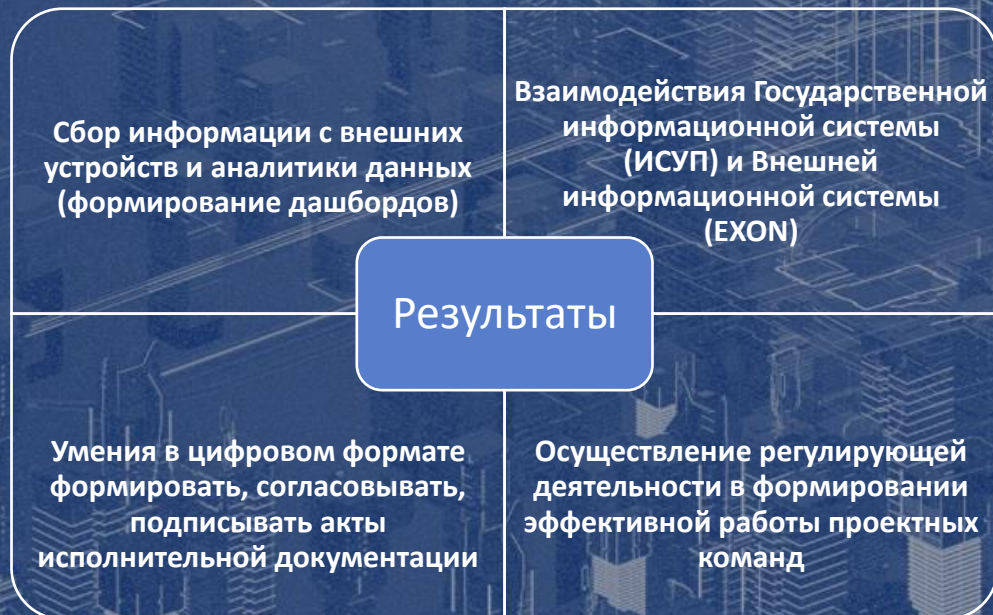 Сбор информации с внешних
устройств и аналитики данных
(формирование дашбордов)
Взаимодействия Государственной
информационной системы
(ИСУП) и Внешней
информационной системы
(EXON)
Результаты
Умения в цифровом формате
формировать, согласовывать,
подписывать акты
исполнительной документации
Осуществление регулирующей
деятельности в формировании
эффективной работы проектных
команд